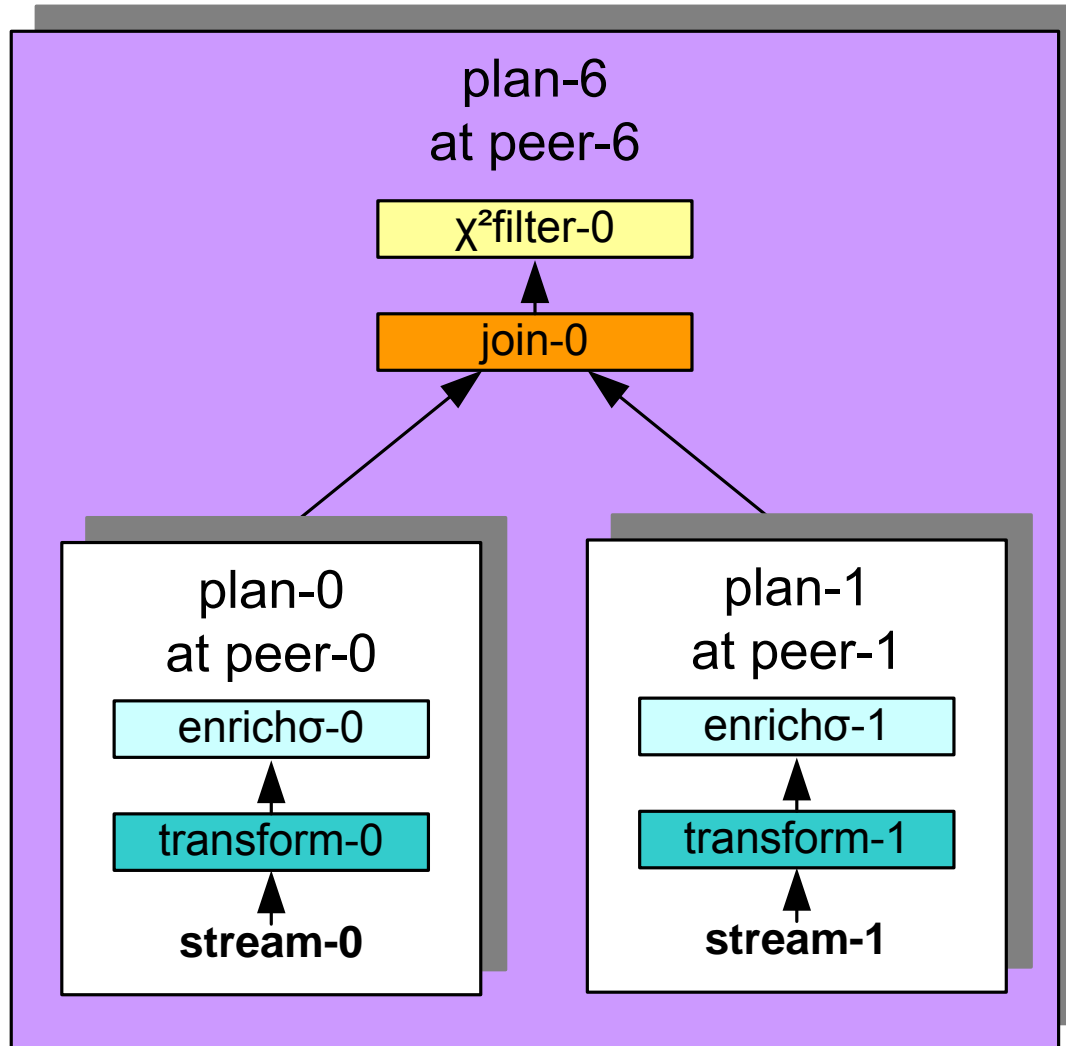 plan-6
at peer-6
χ²filter-0
join-0
plan-0
at peer-0
enrichσ-0
transform-0
stream-0
plan-1
at peer-1
enrichσ-1
transform-1
stream-1